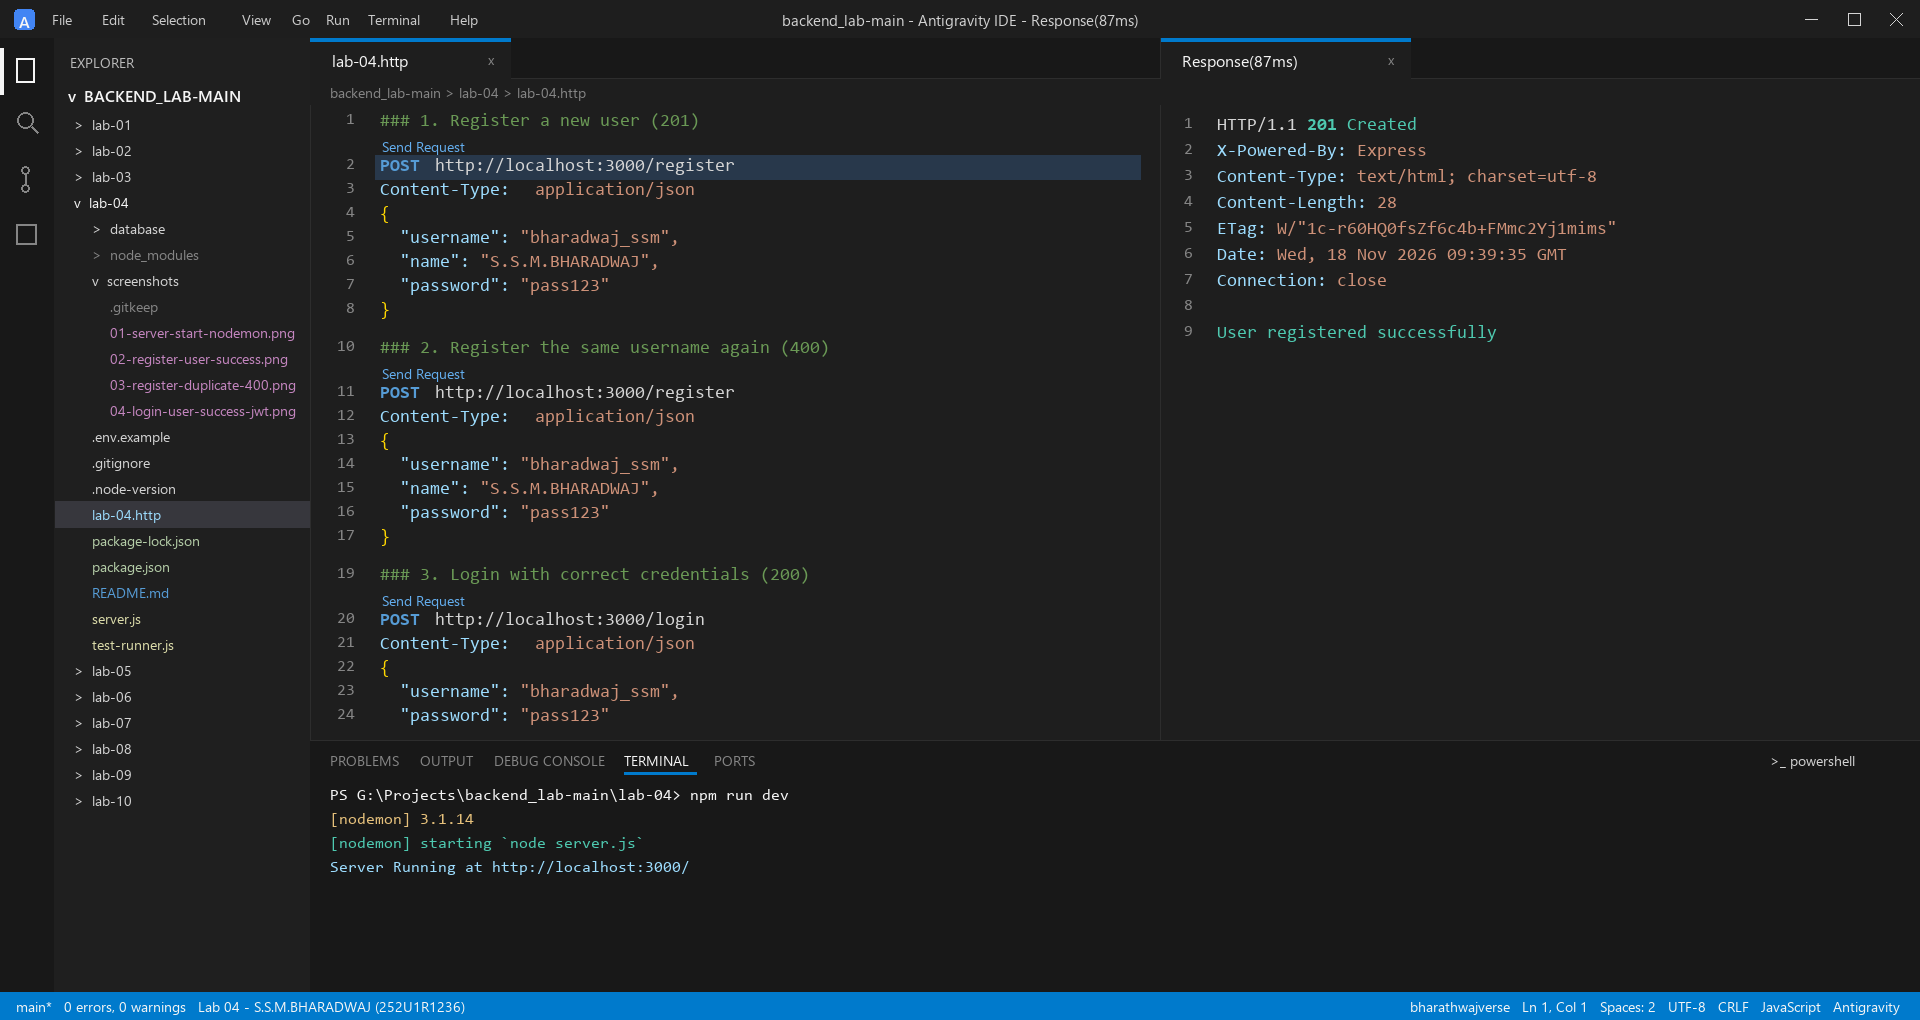 A File Edit Selection View Go Run Terminal Help
backend_lab-main - Antigravity IDE - Response(87ms)
EXPLORER
v BACKEND_LAB-MAIN
> lab-01
> lab-02
> lab-03
v lab-04
> database
> node_modules
v screenshots
.gitkeep
01-server-start-nodemon.png
02-register-user-success.png
03-register-duplicate-400.png
04-login-user-success-jwt.png
.env.example
.gitignore
.node-version
lab-04.http
package-lock.json
package.json
README.md
server.js
test-runner.js
> lab-05
> lab-06
> lab-07
> lab-08
> lab-09
> lab-10
lab-04.http x
backend_lab-main > lab-04 > lab-04.http
1 ### 1. Register a new user (201)
Send Request
2 POST http://localhost:3000/register
3 Content-Type: application/json
4 {
5 "username": "bharadwaj_ssm",
6 "name": "S.S.M.BHARADWAJ",
7 "password": "pass123"
8 }
10 ### 2. Register the same username again (400)
Send Request
11 POST http://localhost:3000/register
12 Content-Type: application/json
13 {
14 "username": "bharadwaj_ssm",
15 "name": "S.S.M.BHARADWAJ",
16 "password": "pass123"
17 }
19 ### 3. Login with correct credentials (200)
Send Request
20 POST http://localhost:3000/login
21 Content-Type: application/json
22 {
23 "username": "bharadwaj_ssm",
24 "password": "pass123"
Response(87ms) x
1 HTTP/1.1 201 Created
2 X-Powered-By: Express
3 Content-Type: text/html; charset=utf-8
4 Content-Length: 28
5 ETag: W/"1c-r60HQ0fsZf6c4b+FMmc2Yj1mims"
6 Date: Wed, 18 Nov 2026 09:39:35 GMT
7 Connection: close
8
9 User registered successfully
PROBLEMS OUTPUT DEBUG CONSOLE TERMINAL PORTS >_ powershell
PS G:\Projects\backend_lab-main\lab-04> npm run dev
[nodemon] 3.1.14
[nodemon] starting `node server.js`
Server Running at http://localhost:3000/
main* 0 errors, 0 warnings Lab 04 - S.S.M.BHARADWAJ (252U1R1236) bharathwajverse Ln 1, Col 1 Spaces: 2 UTF-8 CRLF JavaScript Antigravity